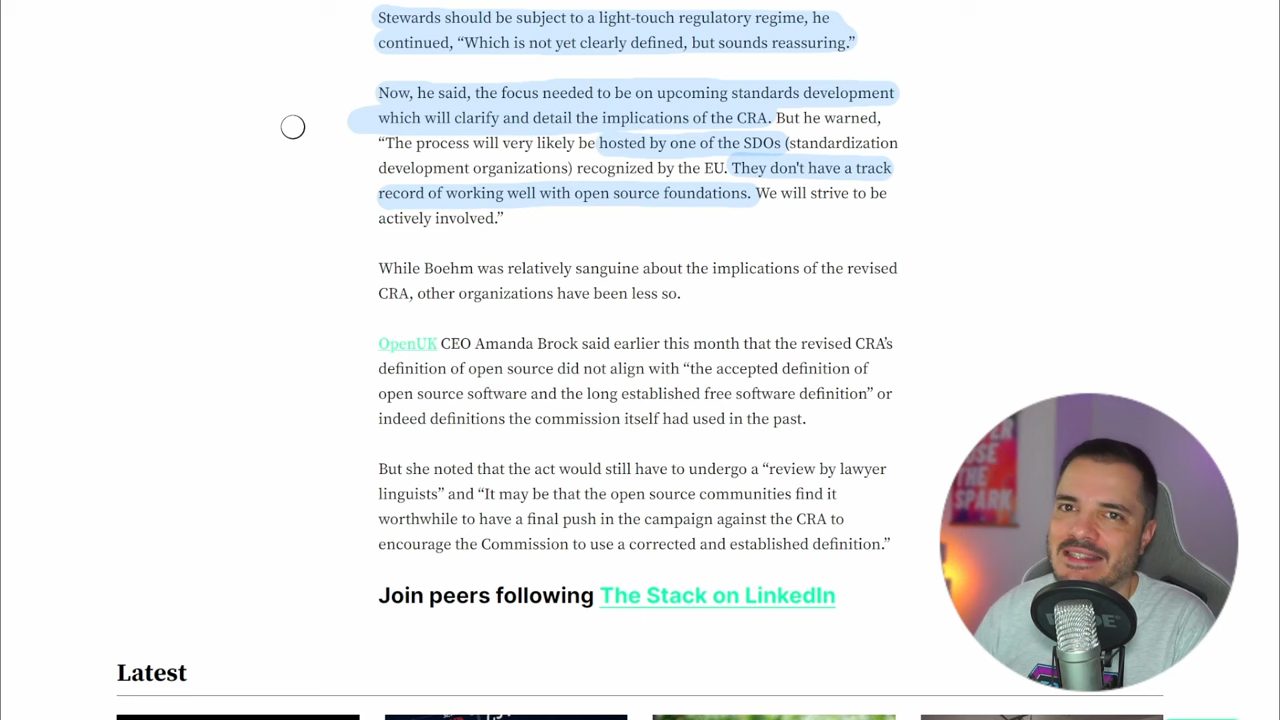 Stewards should be subject to a light-touch regulatory regime, he
continued, “Which is not yet clearly defined, but sounds reassuring.”
Now, he said, the focus needed to be on upcoming standards development
which will clarify and detail the implications of the CRA. But he warned,
“The process will very likely be hosted by one of the SDOs (standardization
development organizations) recognized by the EU. They don't have a track
record of working well with open source foundations. We will strive to be
actively involved.”
While Boehm was relatively sanguine about the implications of the revised
CRA, other organizations have been less so.
OpenUK CEO Amanda Brock said earlier this month that the revised CRA’s
definition of open source did not align with “the accepted definition of
open source software and the long established free software definition” or
indeed definitions the commission itself had used in the past.
But she noted that the act would still have to undergo a “review by lawyer
linguists” and “It may be that the open source communities find it
worthwhile to have a final push in the campaign against the CRA to
encourage the Commission to use a corrected and established definition.”
Join peers following The Stack on LinkedIn
Latest
THE
SPARK